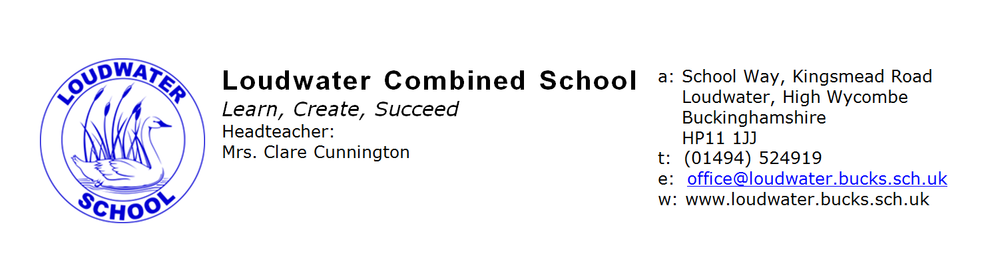 LOUDWATER
SCHOOL
Loudwater Combined School
Learn, Create, Succeed
Headteacher:
Mrs. Clare Cunnington
a: School Way, Kingsmead Road
Loudwater, High Wycombe
Buckinghamshire
HP11 1JJ
t: (01494) 524919
e: office@loudwater.bucks.sch.uk
w: www.loudwater.bucks.sch.uk